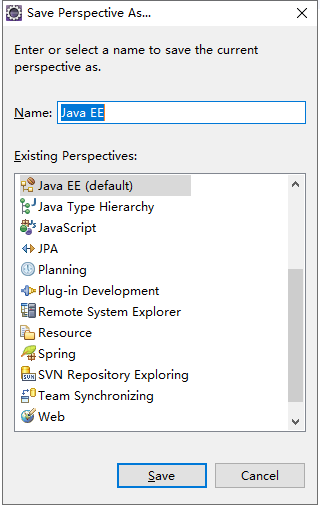 Save Perspective As...
Enter or select a name to save the current
perspective as.
Name: Java EE
Existing Perspectives:
Java EE (default)
Java Type Hierarchy
JavaScript
JPA
Planning
Plug-in Development
Remote System Explorer
Resource
Spring
SVN Repository Exploring
Team Synchronizing
Web
Save Cancel